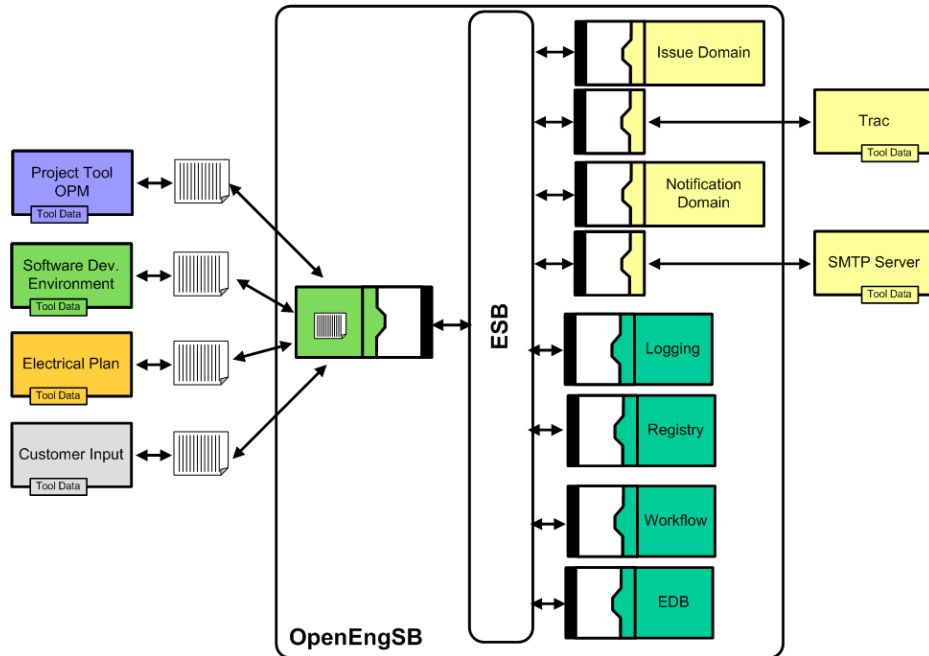 Project Tool
OPM
Tool Data
Software Dev.
Environment
Tool Data
Electrical Plan
Tool Data
Customer Input
Tool Data
ESB
Issue Domain
Trac
Tool Data
Notification
Domain
SMTP Server
Tool Data
Logging
Registry
Workflow
EDB
OpenEngSB